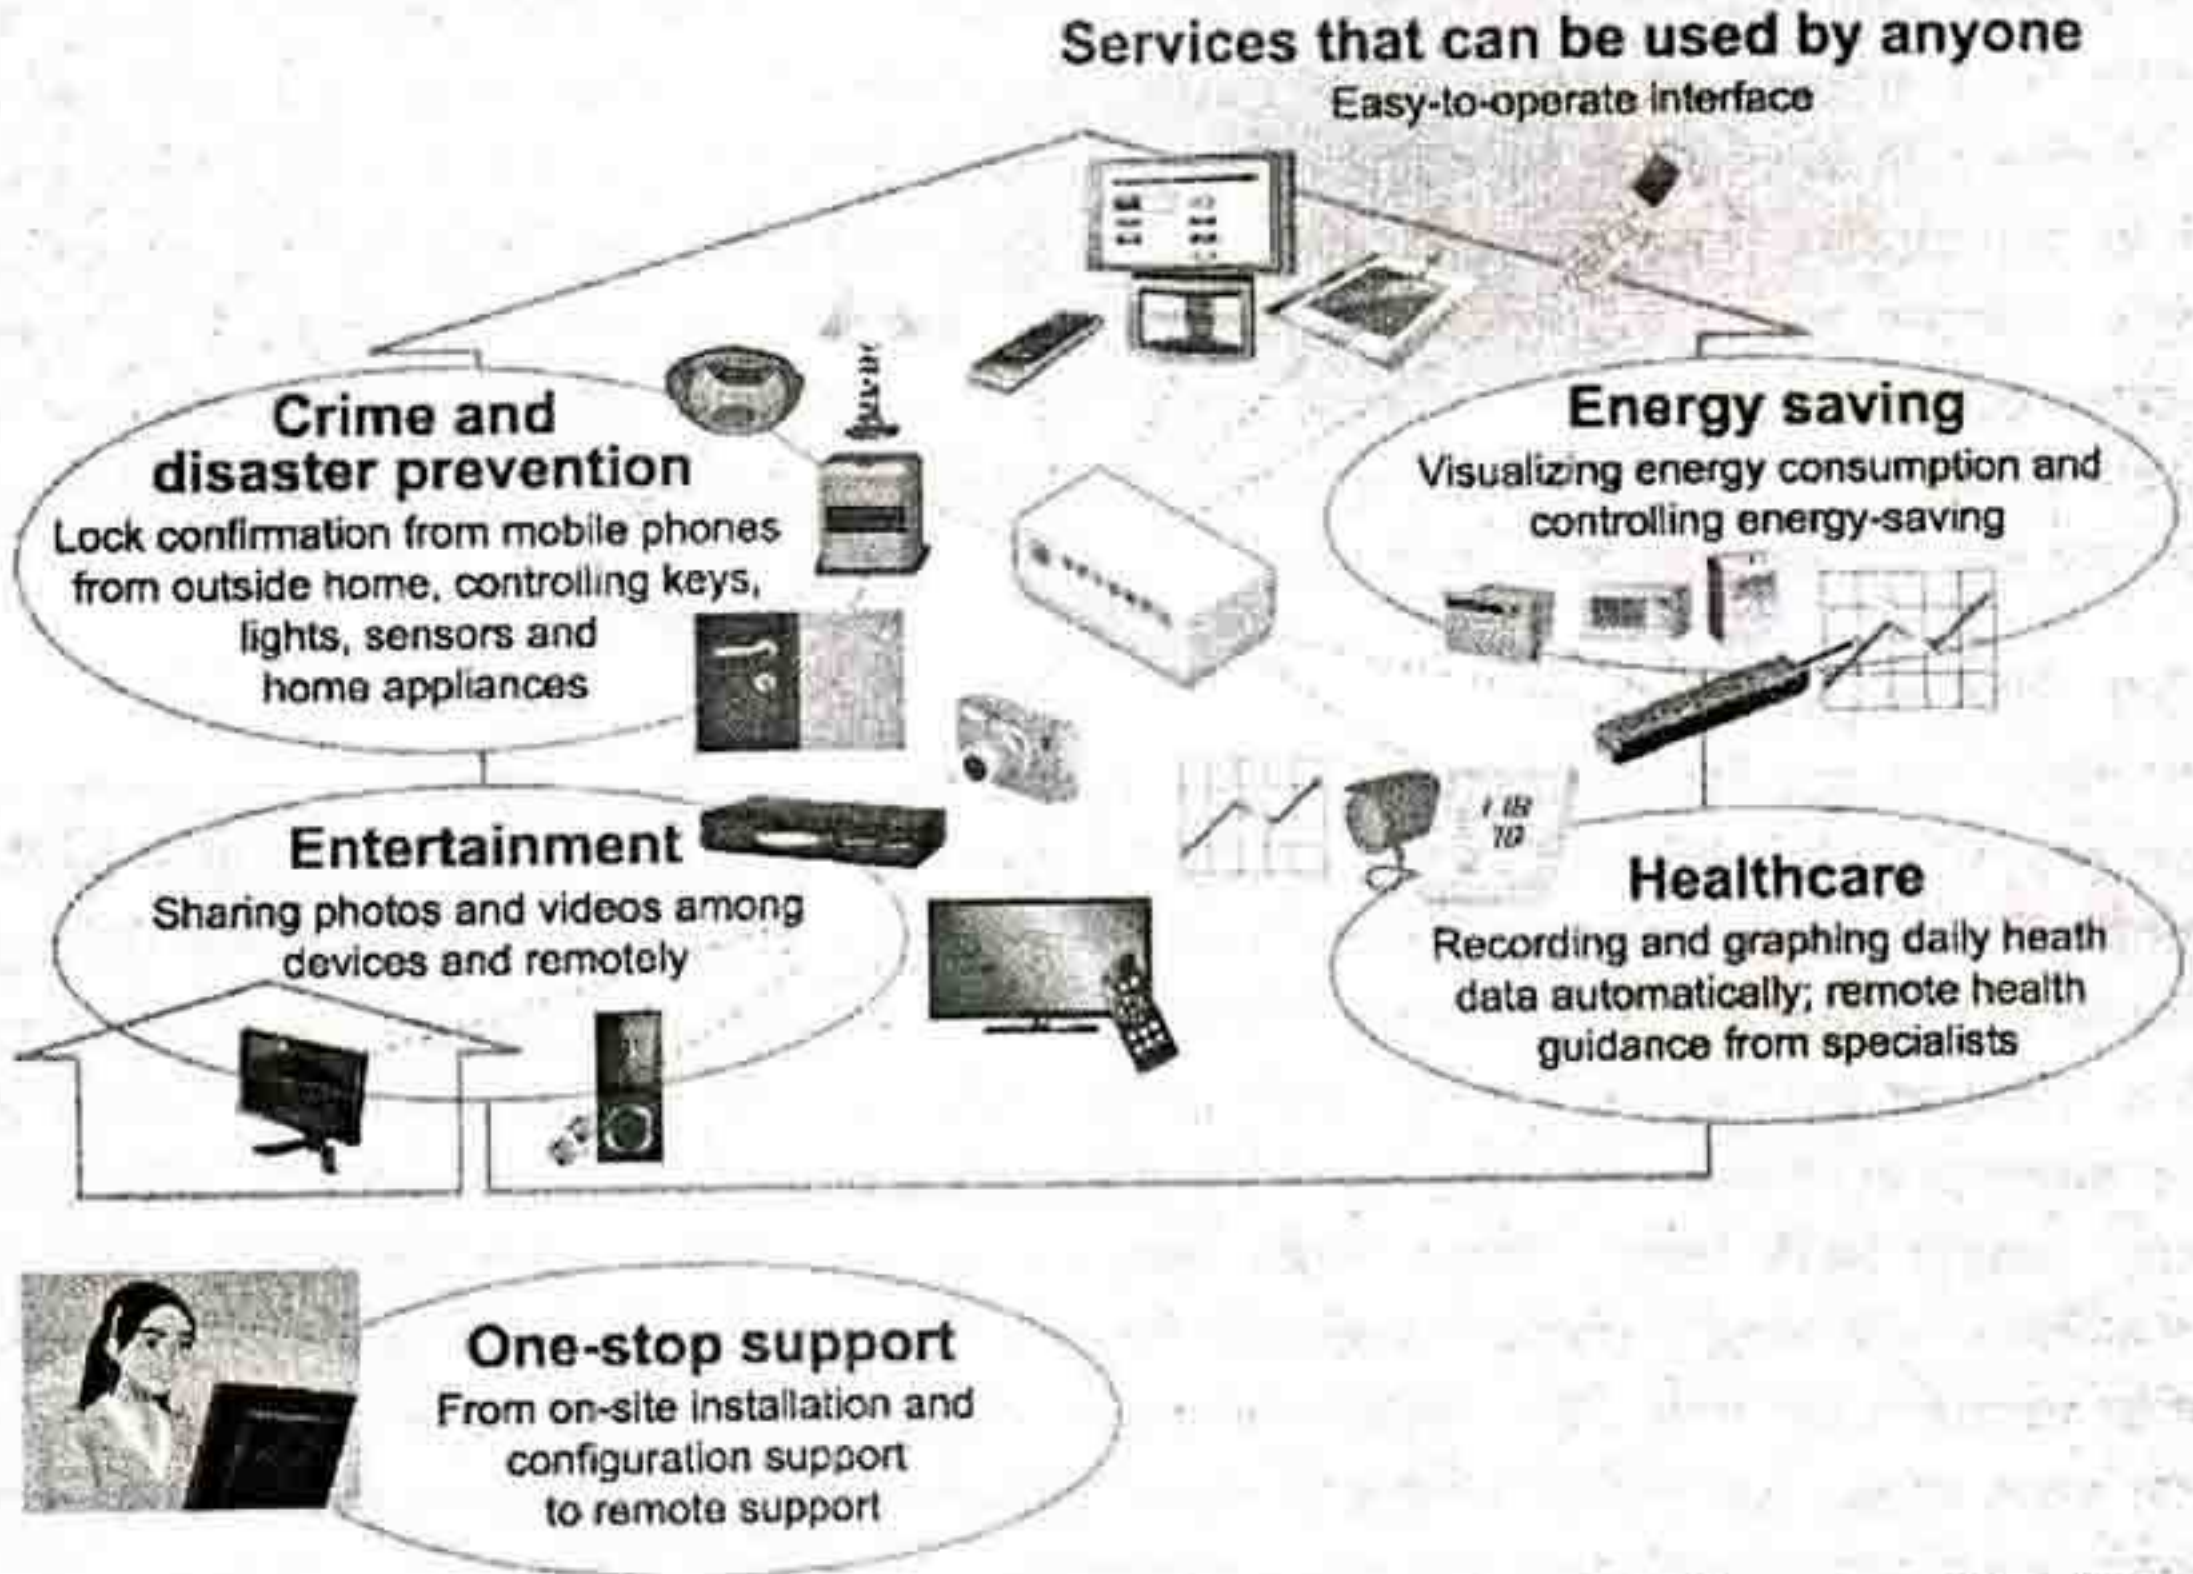 Services that can be used by anyone
Easy-to-operate interface
Crime and
disaster prevention
Lock confirmation from mobile phones
from outside home, controlling keys,
lights, sensors and
home appliances
Energy saving
Visualizing energy consumption and
controlling energy-saving
Entertainment
Sharing photos and videos among
devices and remotely
118
70
Healthcare
Recording and graphing daily heath
data automatically; remote health
guidance from specialists
One-stop support
From on-site installation and
configuration support
to remote support